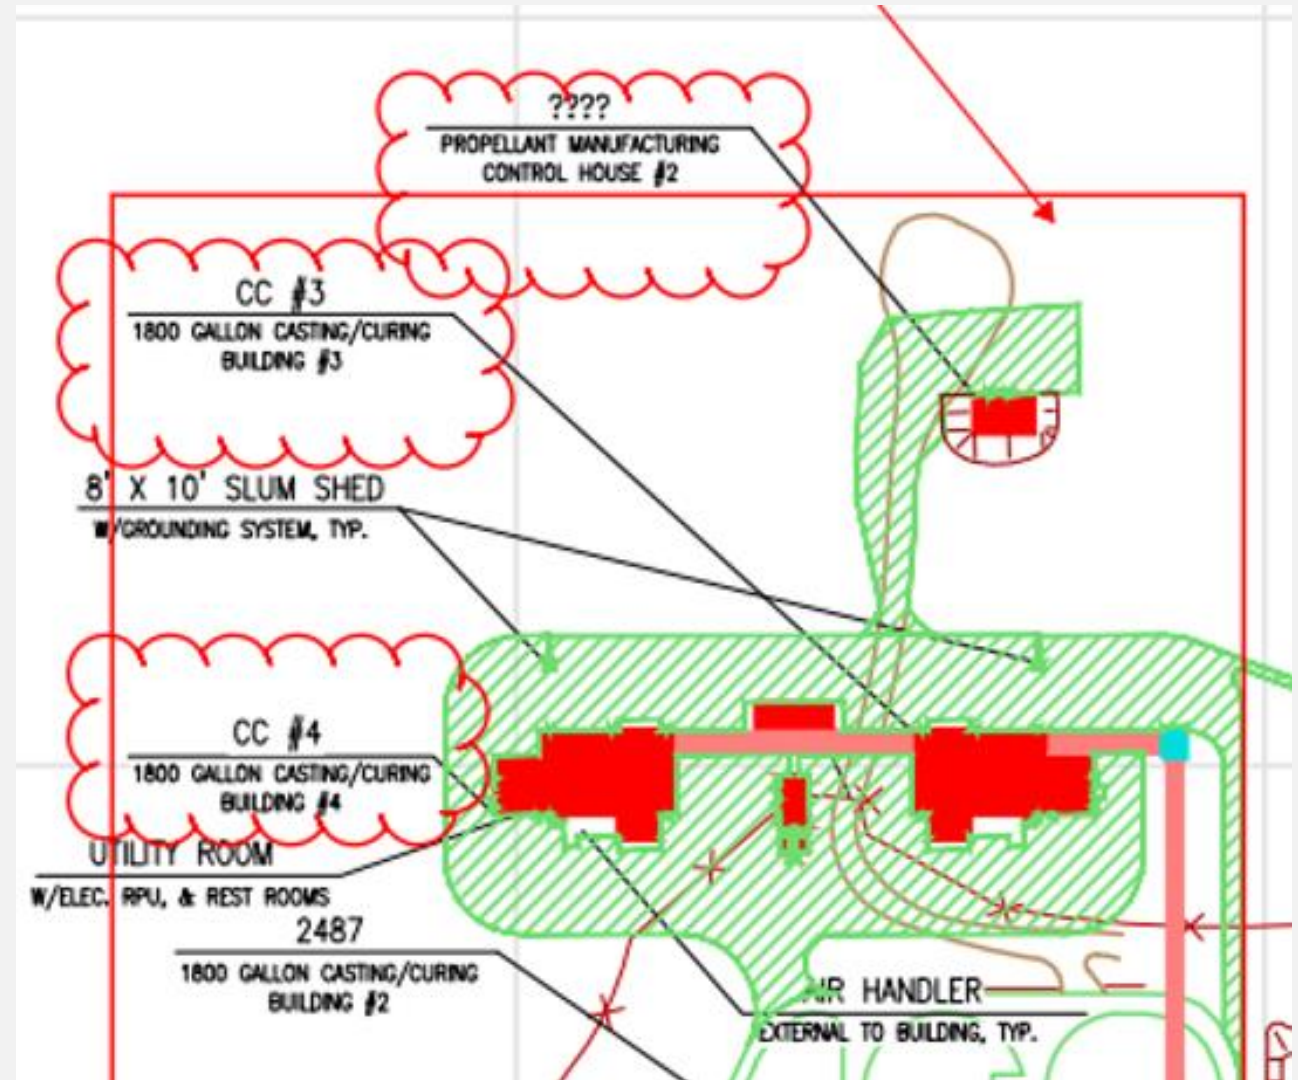 ????
PROPELLANT MANUFACTURING
CONTROL HOUSE #2
CC #3
1800 GALLON CASTING/CURING
BUILDING #3
8' X 10' SLUM SHED
W/GROUNDING SYSTEM, TYP.
CC #4
1800 GALLON CASTING/CURING
BUILDING #4
UTILITY ROOM
W/ELEC. RPU, & REST ROOMS
2487
1800 GALLON CASTING/CURING
BUILDING #2
AIR HANDLER
EXTERNAL TO BUILDING, TYP.